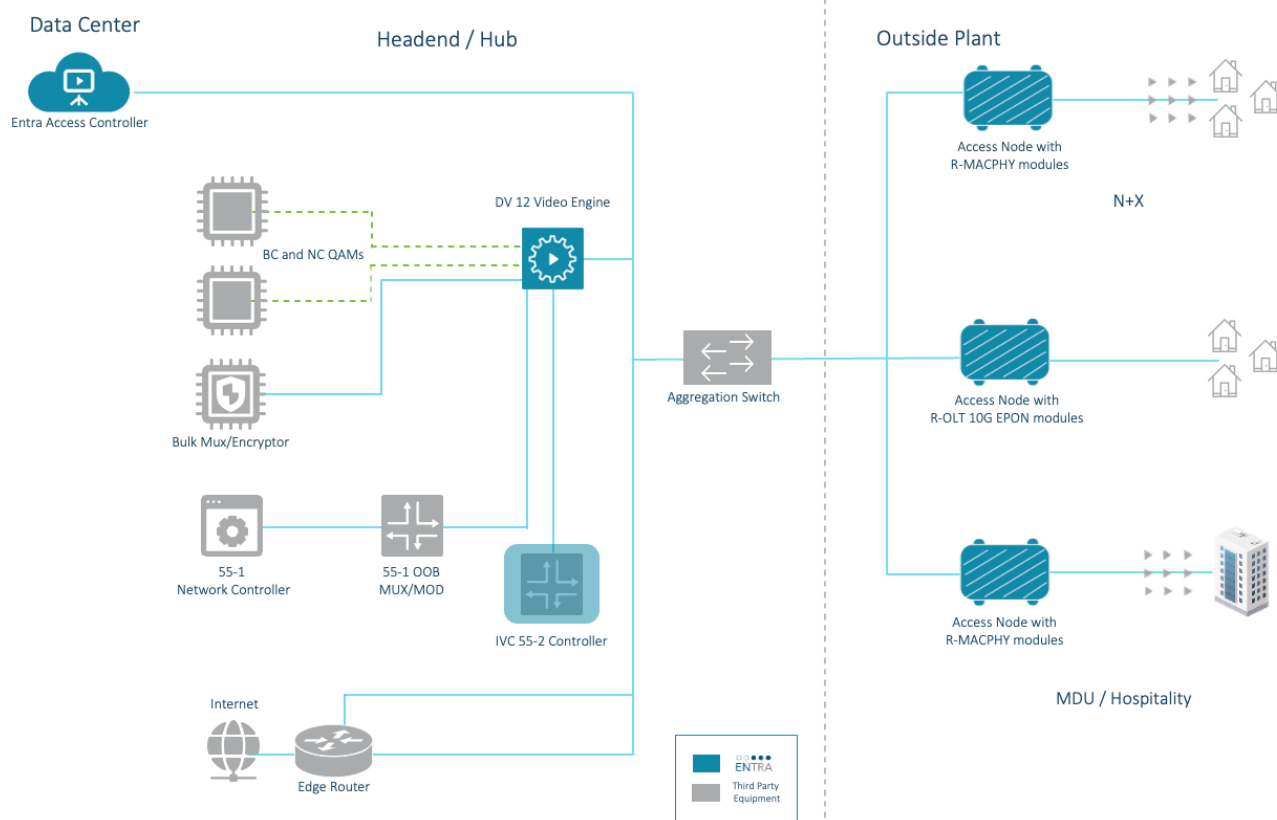 Data Center
Headend / Hub
Outside Plant
Entra Access Controller
Access Node with
R-MACPHY modules
N+X
DV 12 Video Engine
BC and NC QAMs
Aggregation Switch
Access Node with
R-OLT 10G EPON modules
Bulk Mux/Encryptor
55-1
Network Controller
55-1 OOB
MUX/MOD
IVC 55-2 Controller
Access Node with
R-MACPHY modules
MDU / Hospitality
Internet
Edge Router
ENTRA
Third Party
Equipment